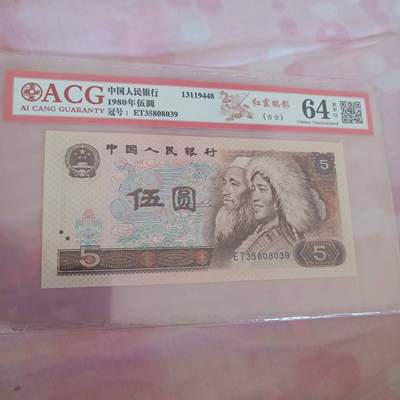 ACG
AI CANG GUARANTY
中国人民银行
1980年伍圆
冠号: ET35808039
13119448
红霞鹤影
(☆☆)
64 EPQ
中国人民银行
5
伍圆
5
ET35808039
5